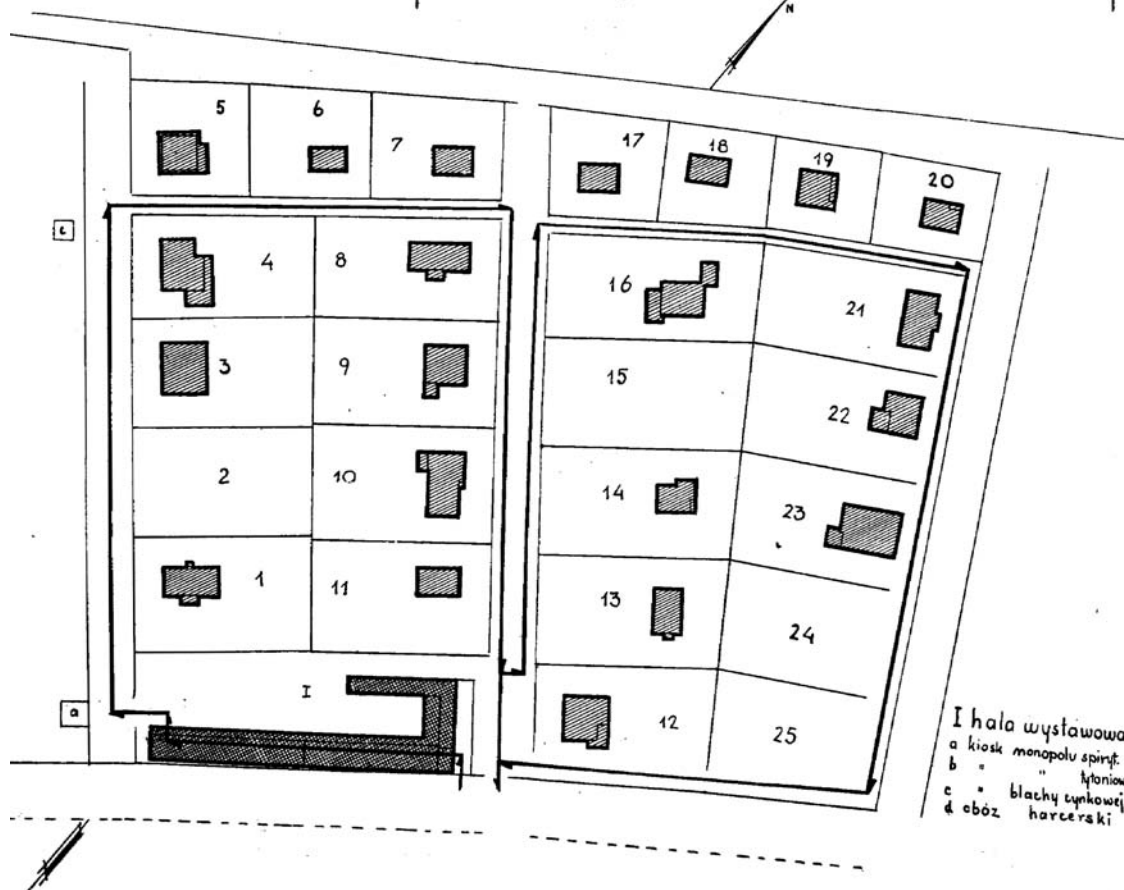 N
5 6 7 17 18 19 20
c
4 8 16 21
3 9 15 22
2 10 14 23
1 11 13 24
I 12 25
a
I hala wystawowa
a kiosk monopolu spiryt.
b " " tytoniow
c " blachy cynkowej
d obóz harcerski